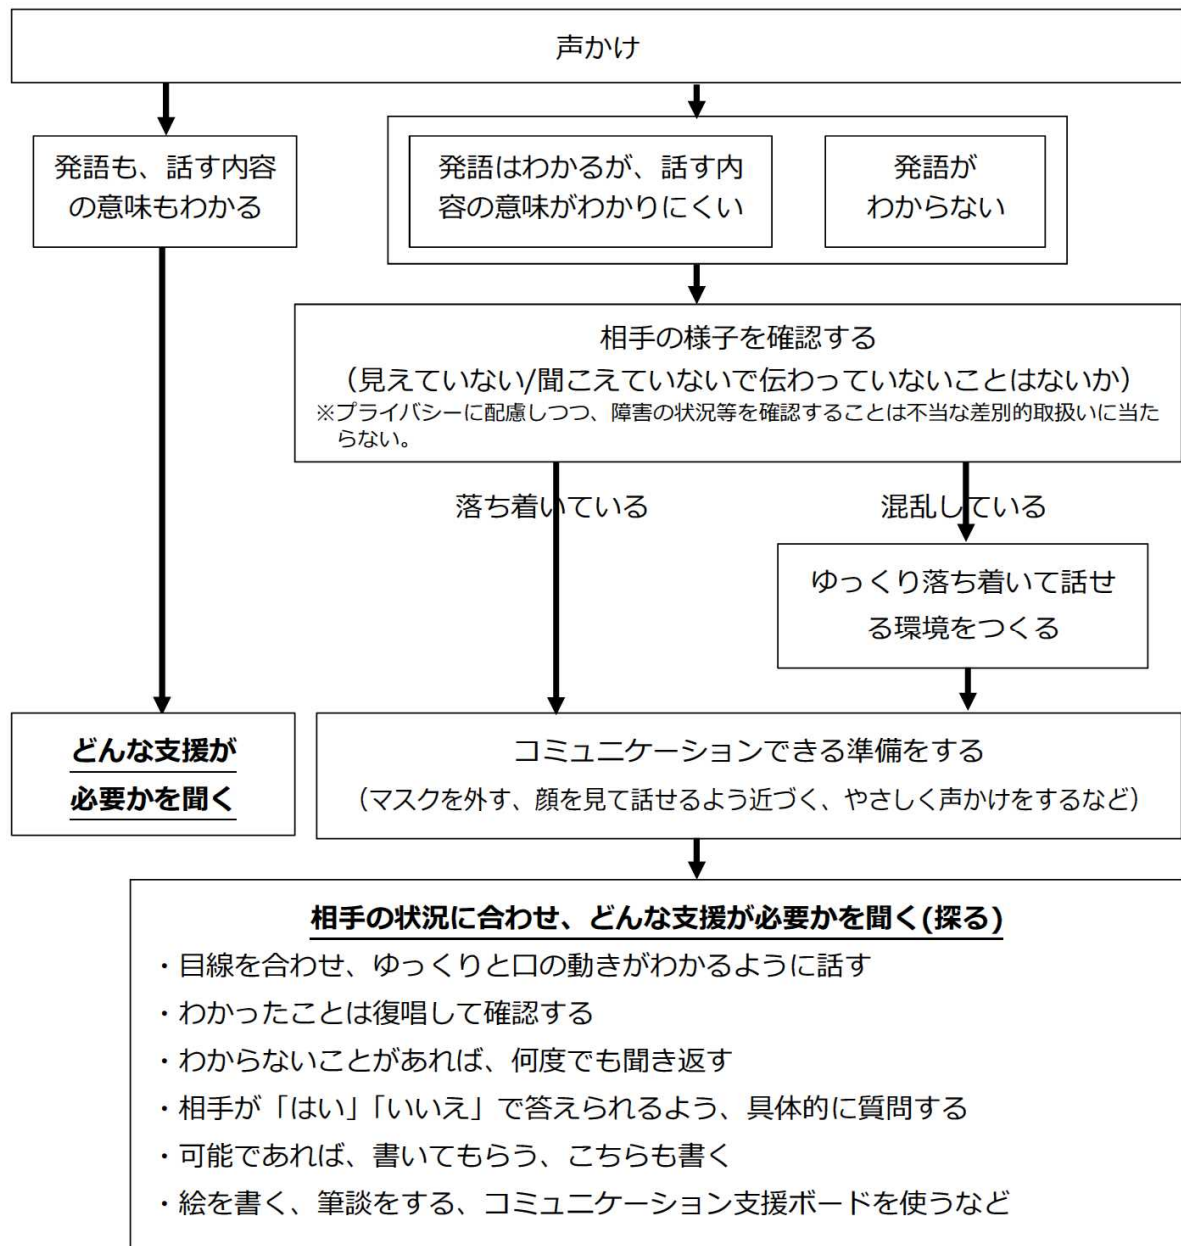 声かけ
発語も、話す内容
の意味もわかる
発語はわかるが、話す内
容の意味がわかりにくい
発語が
わからない
相手の様子を確認する
（見えていない/聞こえていないで伝わっていないことはないか）
※プライバシーに配慮しつつ、障害の状況等を確認することは不当な差別的取扱いに当た
らない。
落ち着いている
混乱している
ゆっくり落ち着いて話せ
る環境をつくる
どんな支援が
必要かを聞く
コミュニケーションできる準備をする
（マスクを外す、顔を見て話せるよう近づく、やさしく声かけをするなど）
相手の状況に合わせ、どんな支援が必要かを聞く(探る)
・目線を合わせ、ゆっくりと口の動きがわかるように話す
・わかったことは復唱して確認する
・わからないことがあれば、何度でも聞き返す
・相手が「はい」「いいえ」で答えられるよう、具体的に質問する
・可能であれば、書いてもらう、こちらも書く
・絵を書く、筆談をする、コミュニケーション支援ボードを使うなど